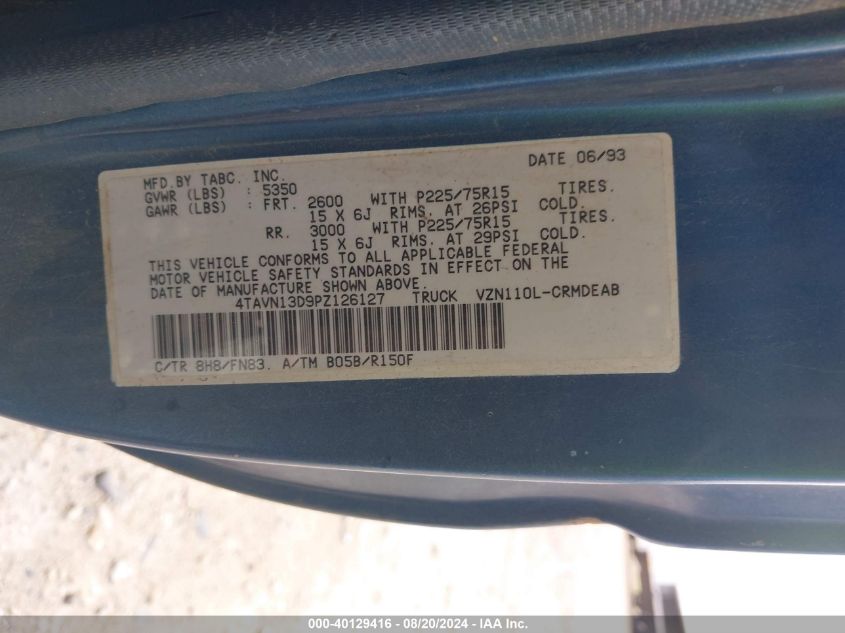 MFD.BY TABC. INC. DATE 06/93
GVWR (LBS) : 5350
GAWR (LBS) : FRT. 2600 WITH P225/75R15 TIRES.
15 X 6J RIMS. AT 26PSI COLD.
RR. 3000 WITH P225/75R15 TIRES.
15 X 6J RIMS. AT 29PSI COLD.
THIS VEHICLE CONFORMS TO ALL APPLICABLE FEDERAL
MOTOR VEHICLE SAFETY STANDARDS IN EFFECT ON THE
DATE OF MANUFACTURE SHOWN ABOVE.
4TAVN13D9PZ126127 TRUCK VZN110L-CRMDEAB
C/TR 8H8/FN83. A/TM B05B/R150F
000-40129416 - 08/20/2024 - IAA Inc.